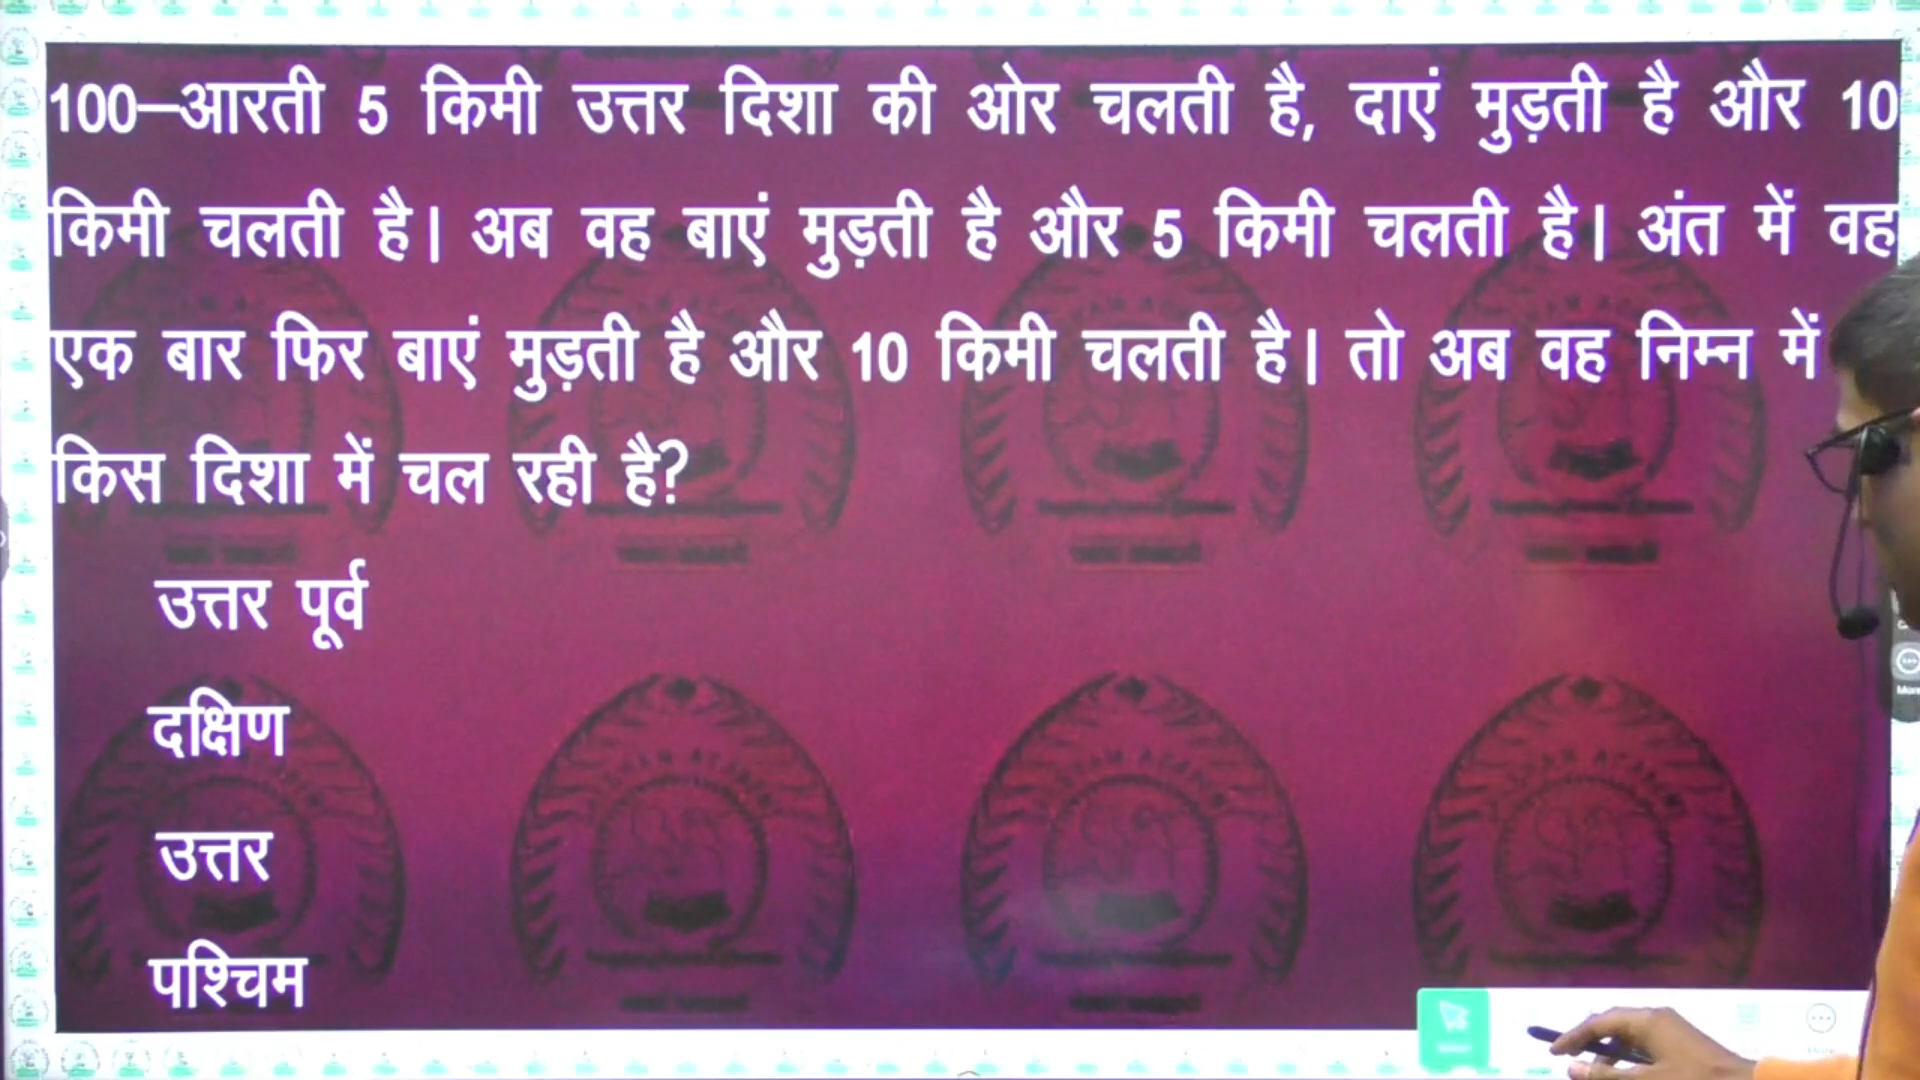 100–आरती 5 किमी उत्तर दिशा की ओर चलती है, दाएं मुड़ती है और 10
किमी चलती है। अब वह बाएं मुड़ती है और 5 किमी चलती है। अंत में वह
एक बार फिर बाएं मुड़ती है और 10 किमी चलती है। तो अब वह निम्न में
किस दिशा में चल रही है?
उत्तर पूर्व
दक्षिण
उत्तर
पश्चिम
More